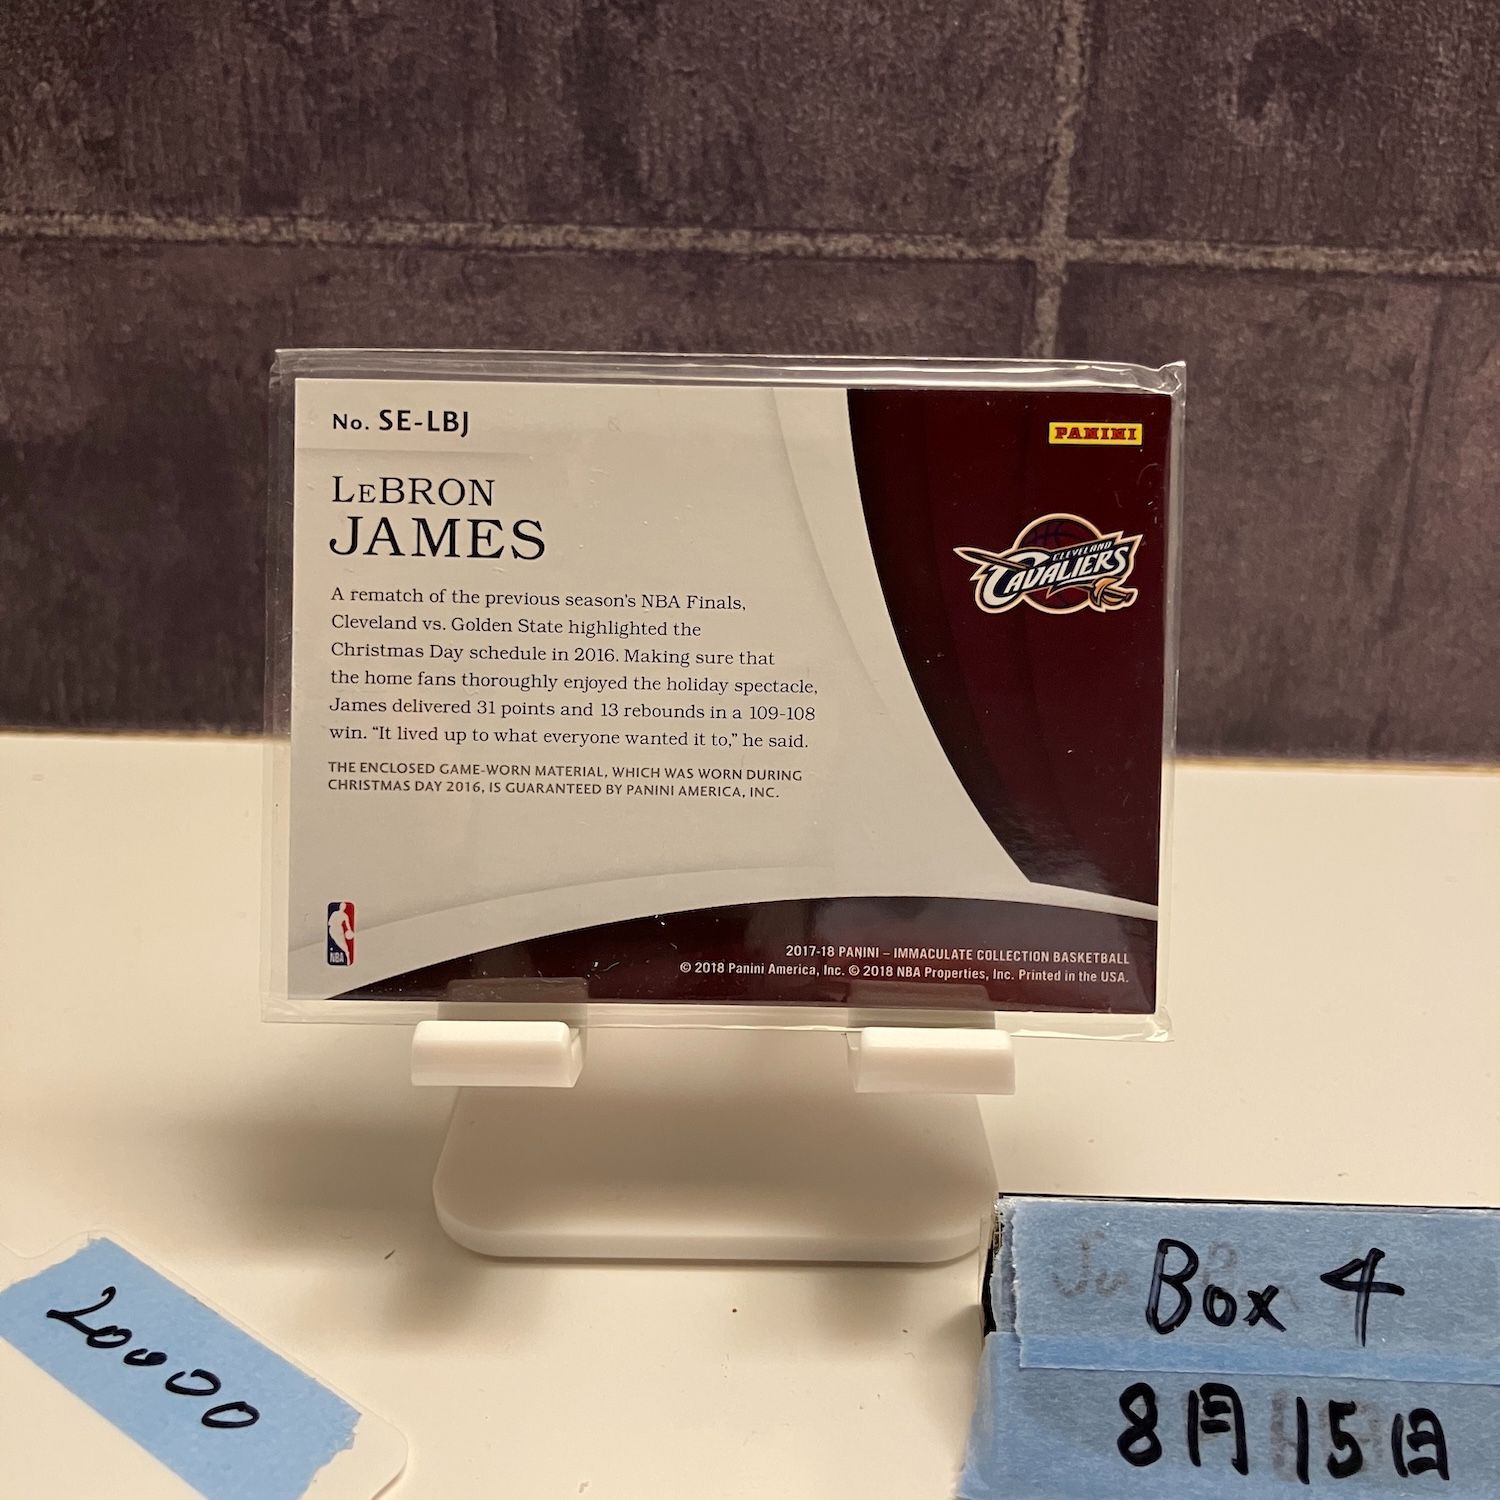 No. SE-LBJ
PANINI
LeBRON
JAMES
CLEVELAND
CAVALIERS
A rematch of the previous season's NBA Finals,
Cleveland vs. Golden State highlighted the
Christmas Day schedule in 2016. Making sure that
the home fans thoroughly enjoyed the holiday spectacle,
James delivered 31 points and 13 rebounds in a 109-108
win. “It lived up to what everyone wanted it to,” he said.
THE ENCLOSED GAME-WORN MATERIAL, WHICH WAS WORN DURING
CHRISTMAS DAY 2016, IS GUARANTEED BY PANINI AMERICA, INC.
NBA
2017-18 PANINI – IMMACULATE COLLECTION BASKETBALL
© 2018 Panini America, Inc. © 2018 NBA Properties, Inc. Printed in the USA.
20000
Box 4
8月15日